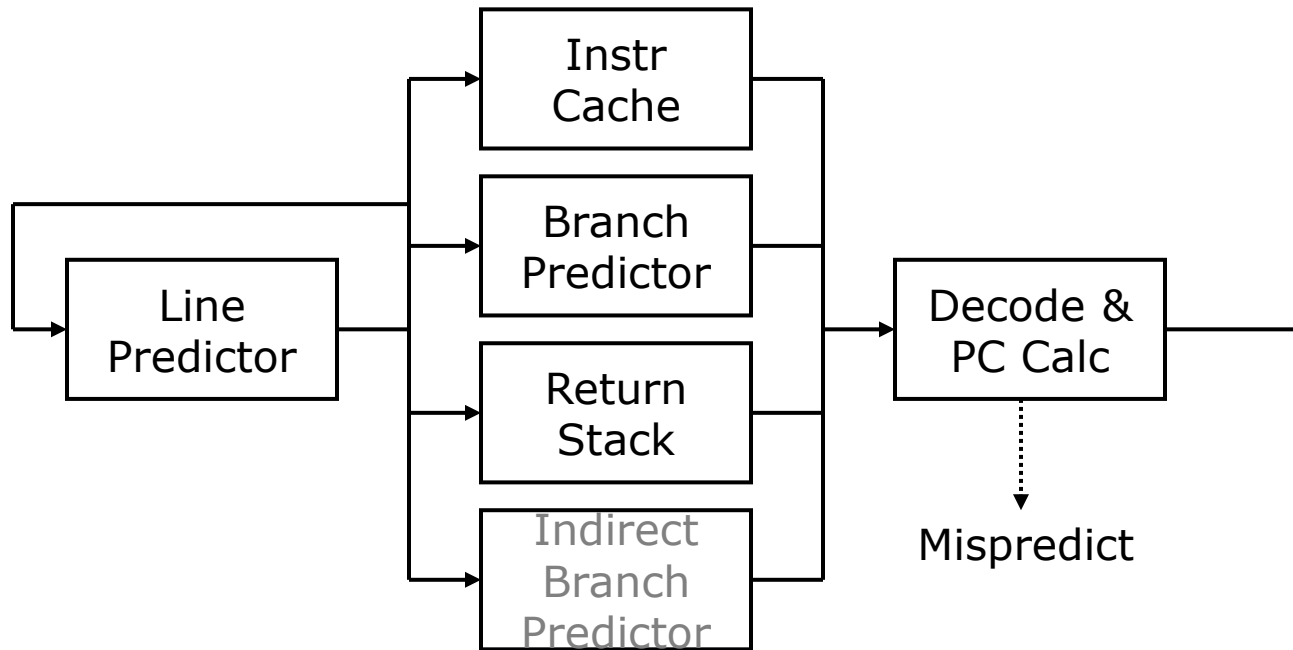 Instr
Cache
Branch
Predictor
Line
Predictor
Decode &
PC Calc
Return
Stack
Indirect
Branch
Predictor
Mispredict